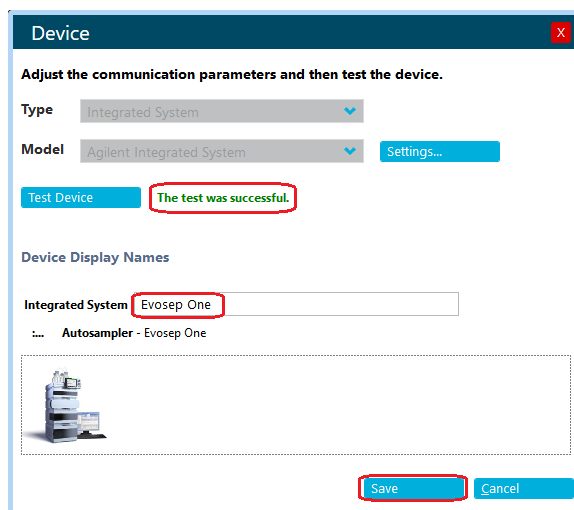 Device
X
Adjust the communication parameters and then test the device.
Type Integrated System
Model Agilent Integrated System Settings...
Test Device The test was successful.
Device Display Names
Integrated System Evosep One
:... Autosampler - Evosep One
Save Cancel